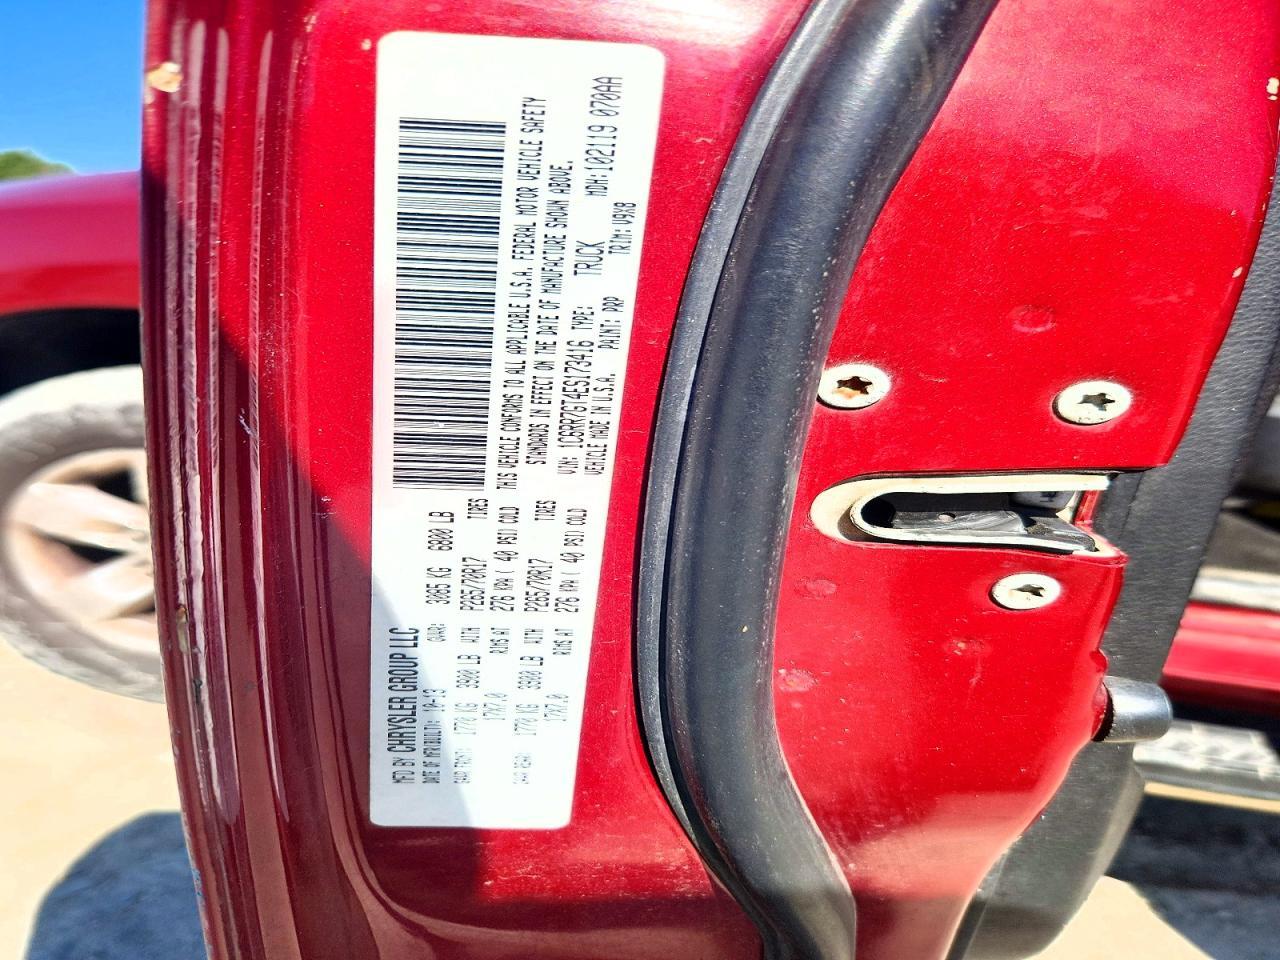 MFD BY CHRYSLER GROUP LLC
DATE OF MFR(BUILT): 10-13 GVWR: 3085 KG 6800 LB
GAWR FRONT: 1770 KG 3900 LB WITH P265/70R17 TIRES
17X7.0 RIMS AT 276 KPA ( 40 PSI) COLD
GAWR REAR: 1770 KG 3900 LB WITH P265/70R17 TIRES
17X7.0 RIMS AT 276 KPA ( 40 PSI) COLD
THIS VEHICLE CONFORMS TO ALL APPLICABLE U.S.A. FEDERAL MOTOR VEHICLE SAFETY
STANDARDS IN EFFECT ON THE DATE OF MANUFACTURE SHOWN ABOVE.
VIN: 1C6RR7GT4ES173416 TYPE: TRUCK MDH: 102119 070AA
VEHICLE MADE IN U.S.A. PAINT: PRP TRIM: V9X8